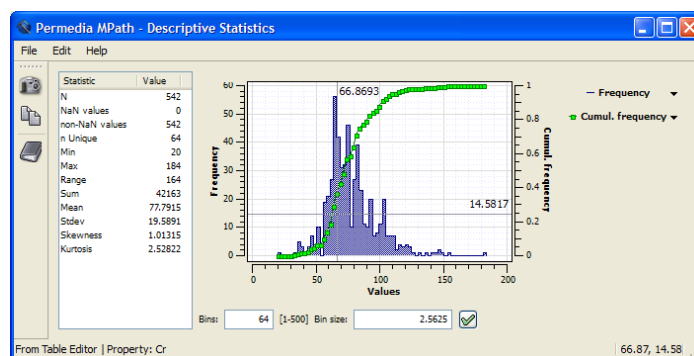 Permedia MPath - Descriptive Statistics
File Edit Help
Statistic Value
N 542
NaN values 0
non-NaN values 542
n Unique 64
Min 20
Max 184
Range 164
Sum 42163
Mean 77.7915
Stdev 19.5891
Skewness 1.01315
Kurtosis 2.52822
Frequency
60
50
40
30
20
10
0
66.8693
14.5817
1
0.8
0.6
0.4
0.2
0
Cumul. frequency
0 50 100 150 200
Values
Frequency
Cumul. frequency
Bins: 64 [1-500] Bin size: 2.5625
From Table Editor | Property: Cr
66.87, 14.58